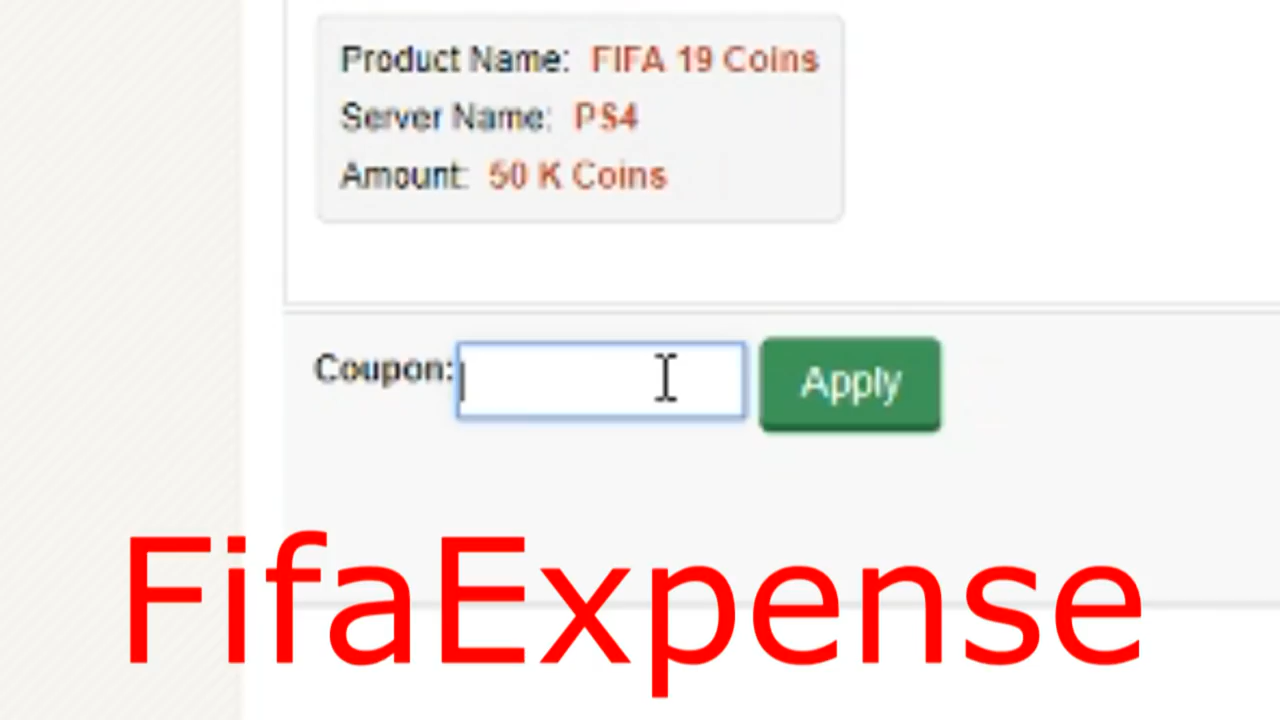 Product Name: FIFA 19 Coins
Server Name: PS4
Amount: 50 K Coins
Coupon: Apply
FifaExpense